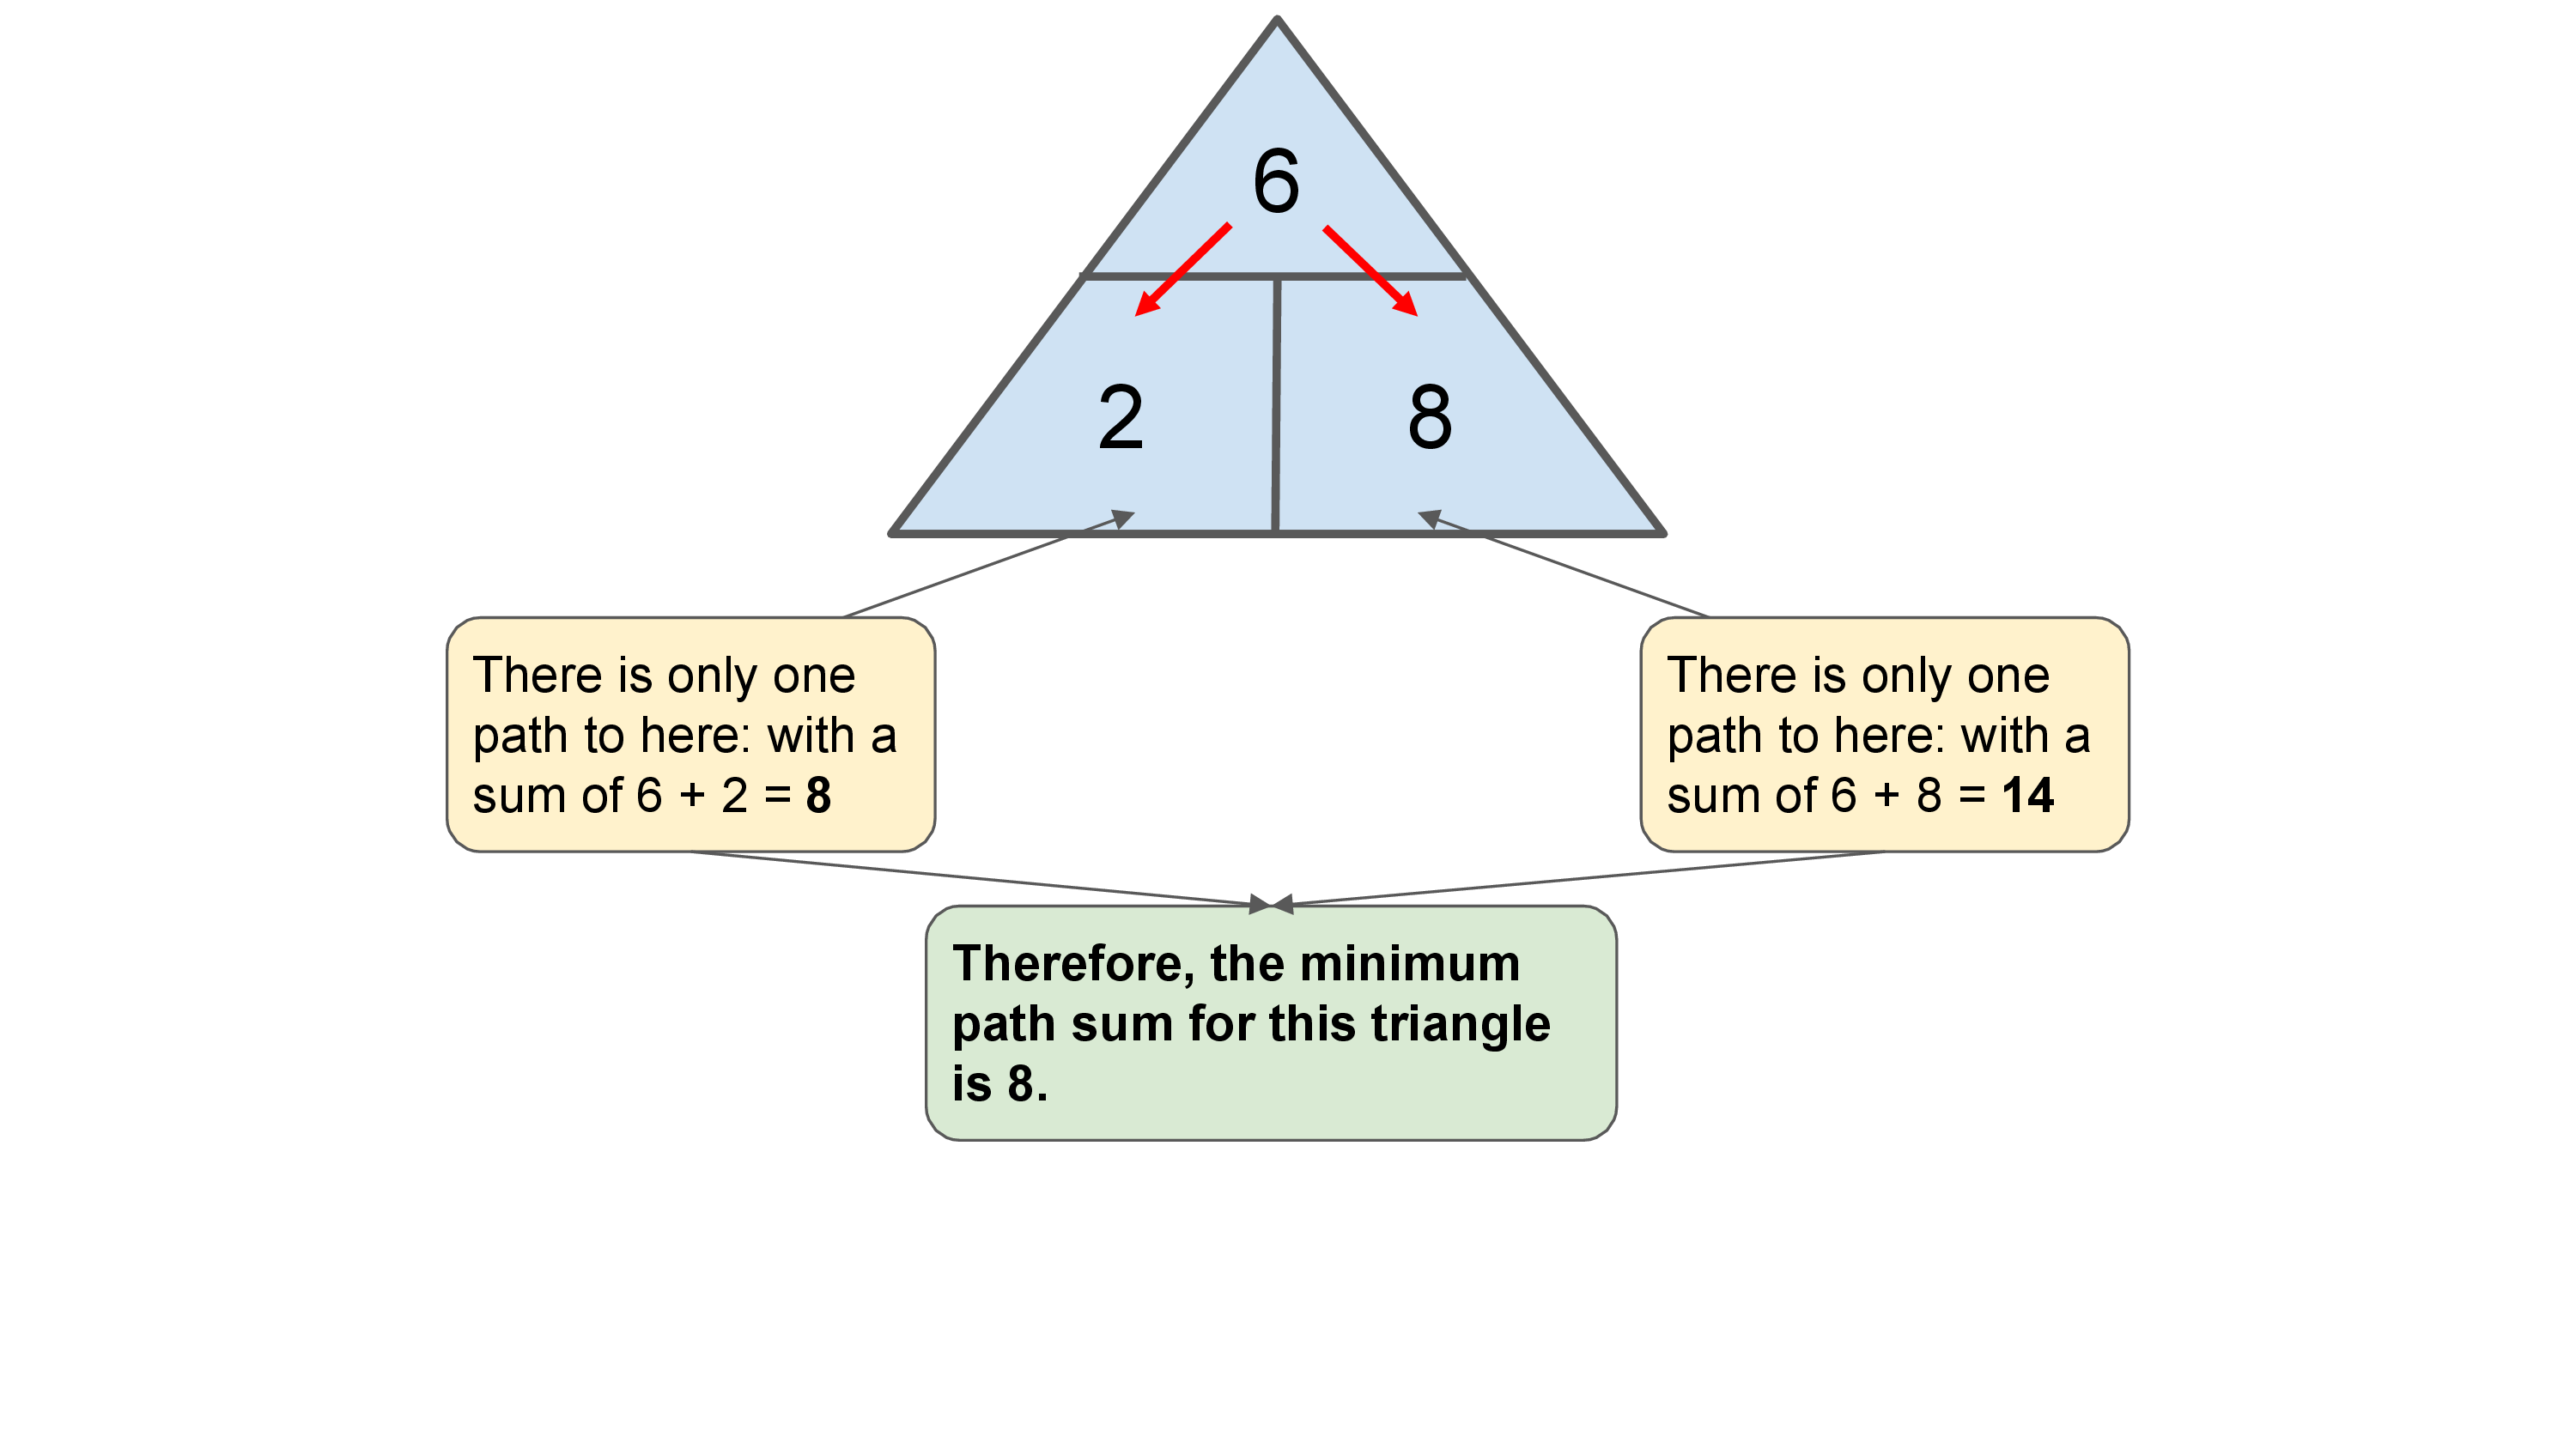 6
2
8
There is only one
path to here: with a
sum of 6 + 2 = 8
There is only one
path to here: with a
sum of 6 + 8 = 14
Therefore, the minimum
path sum for this triangle
is 8.